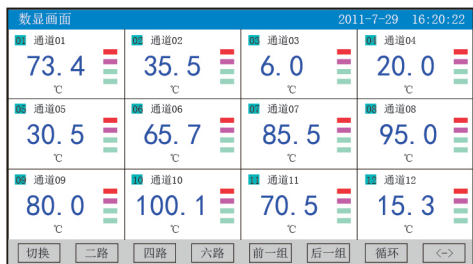 数显画面 2011-7-29 16:20:22
01 通道01 02 通道02 03 通道03 04 通道04
73.4 35.5 6.0 20.0
℃ ℃ ℃ ℃
05 通道05 06 通道06 07 通道07 08 通道08
30.5 65.7 85.5 95.0
℃ ℃ ℃ ℃
09 通道09 10 通道10 11 通道11 12 通道12
80.0 100.1 70.5 15.3
℃ ℃ ℃ ℃
切换 二路 四路 六路 前一组 后一组 循环 <->